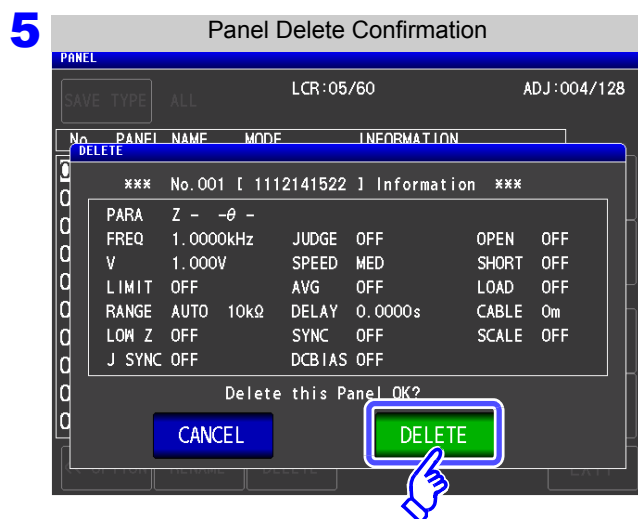 5 Panel Delete Confirmation
PANEL
SAVE TYPE ALL LCR:05/60 ADJ:004/128
No. PANEL NAME MODE INFORMATION
DELETE
*** No.001 [ 1112141522 ] Information ***
PARA Z - -θ -
FREQ 1.0000kHz JUDGE OFF OPEN OFF
V 1.000V SPEED MED SHORT OFF
LIMIT OFF AVG OFF LOAD OFF
RANGE AUTO 10kΩ DELAY 0.0000s CABLE 0m
LOW Z OFF SYNC OFF SCALE OFF
J SYNC OFF DCBIAS OFF
Delete this Panel OK?
CANCEL DELETE
EXIT